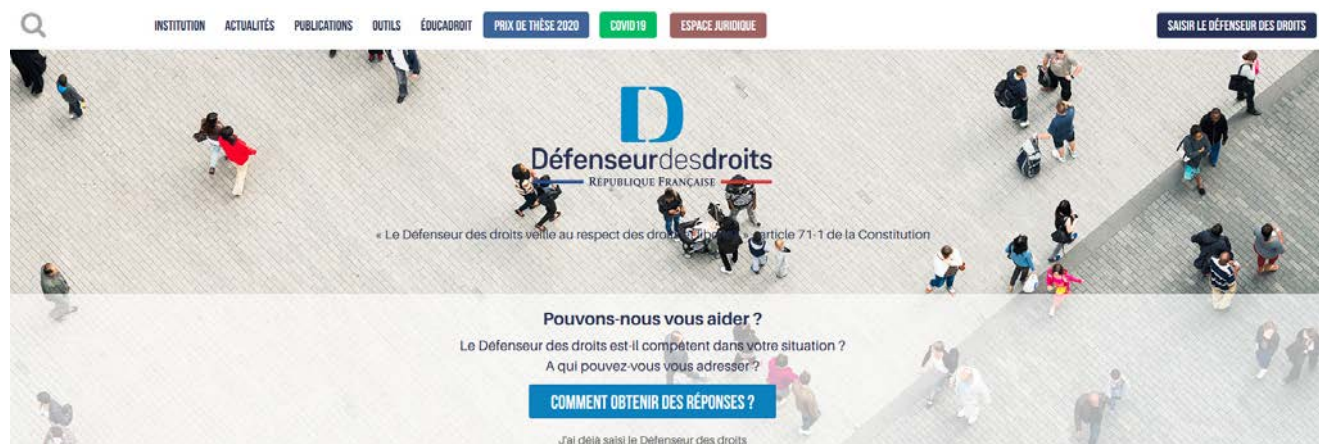 INSTITUTION ACTUALITÉS PUBLICATIONS OUTILS ÉDUCADROIT PRIX DE THÈSE 2020 COVID19 ESPACE JURIDIQUE SAISIR LE DÉFENSEUR DES DROITS
Défenseurdesdroits
RÉPUBLIQUE FRANÇAISE
« Le Défenseur des droits veille au respect des article 71-1 de la Constitution
Pouvons-nous vous aider ?
Le Défenseur des droits est-il compétent dans votre situation ?
A qui pouvez-vous vous adresser ?
COMMENT OBTENIR DES RÉPONSES ?
J'ai déjà saisi le Défenseur des droits